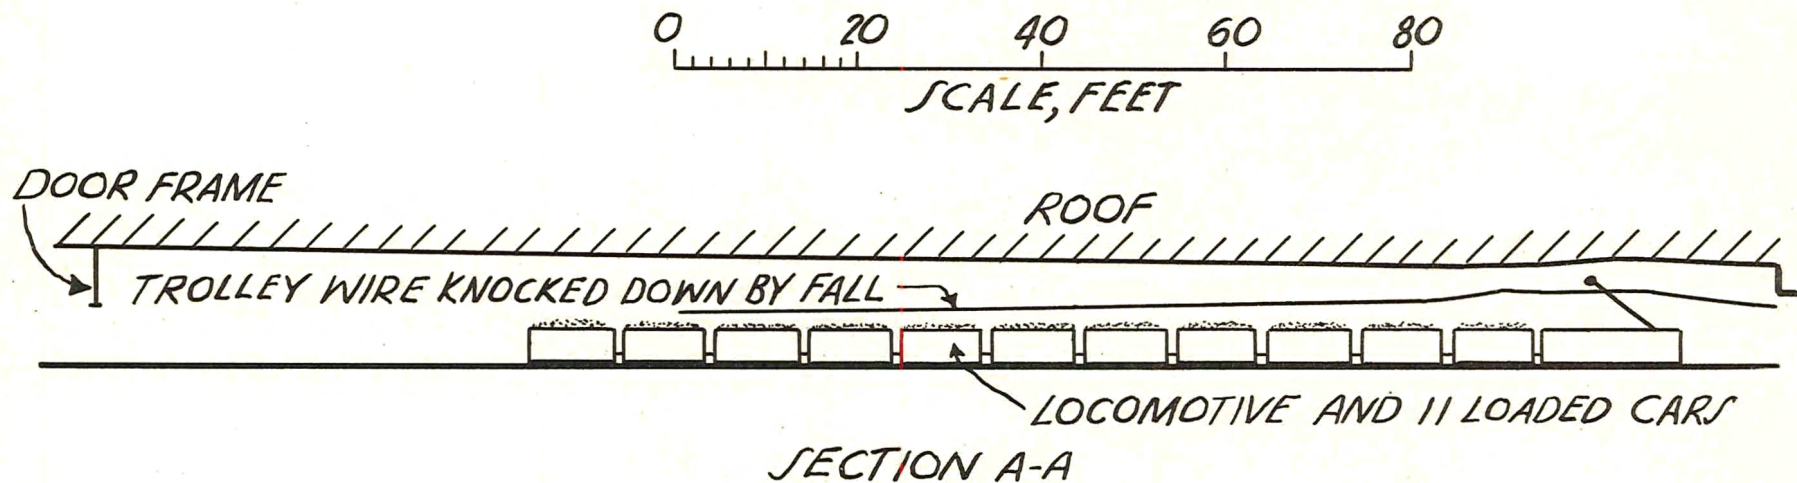 0 20 40 60 80
SCALE, FEET
DOOR FRAME
ROOF
TROLLEY WIRE KNOCKED DOWN BY FALL
LOCOMOTIVE AND 11 LOADED CARS
SECTION A-A